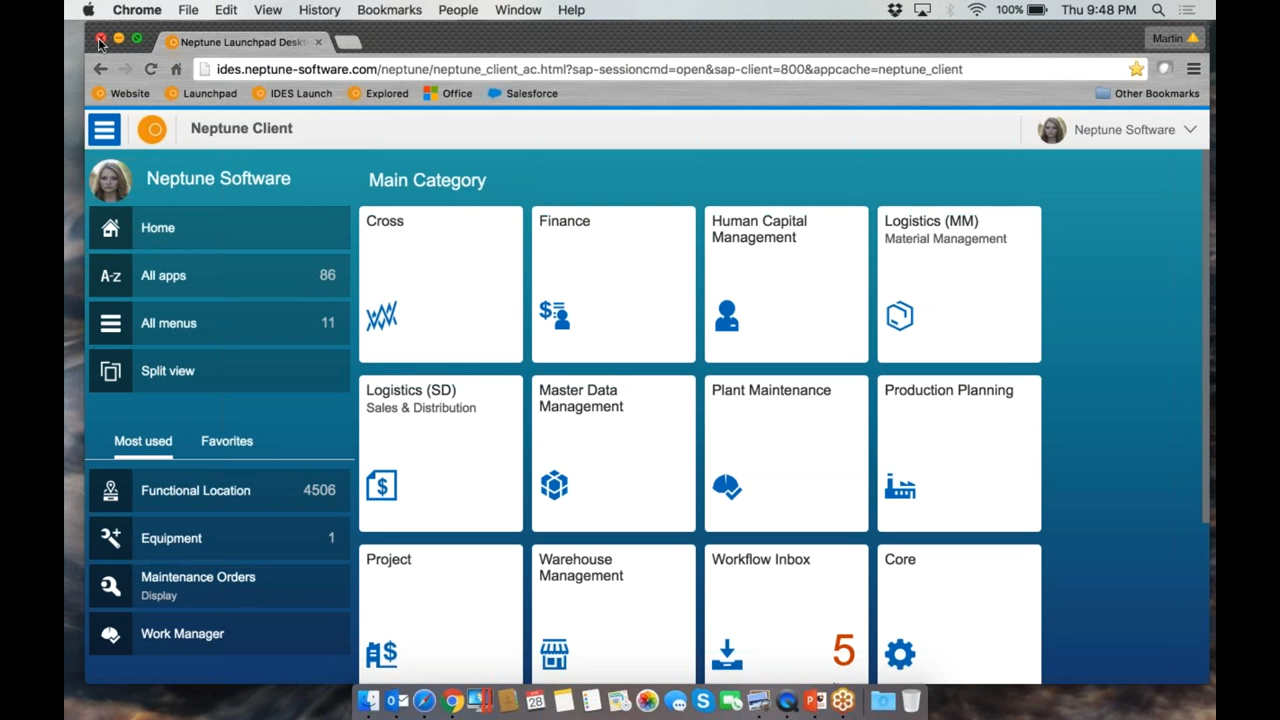 Chrome File Edit View History Bookmarks People Window Help 100% Thu 9:48 PM
Neptune Launchpad Deskt
Martin
ides.neptune-software.com/neptune/neptune_client_ac.html?sap-sessioncmd=open&sap-client=800&appcache=neptune_client
Website Launchpad IDES Launch Explored Office Salesforce Other Bookmarks
Neptune Client
Neptune Software
Neptune Software
Home
A-z All apps 86
All menus 11
Split view
Most used Favorites
Functional Location 4506
Equipment 1
Maintenance Orders
Display
Work Manager
Main Category
Cross
Finance
Human Capital
Management
Logistics (MM)
Material Management
Logistics (SD)
Sales & Distribution
Master Data
Management
Plant Maintenance
Production Planning
Project
Warehouse
Management
Workflow Inbox
5
Core
28